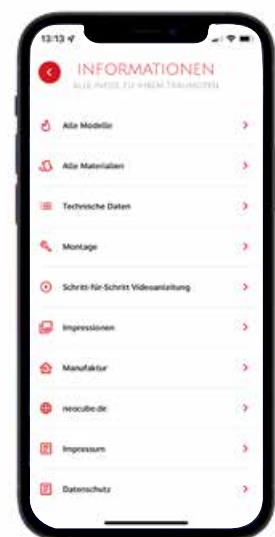 13:13
INFORMATIONEN
ALLE INFOS ZU IHREM TRAUMOFEN
Alle Modelle
Alle Materialien
Technische Daten
Montage
Schritt-für-Schritt Videoanleitung
Impressionen
Manufaktur
neocube.de
Impressum
Datenschutz